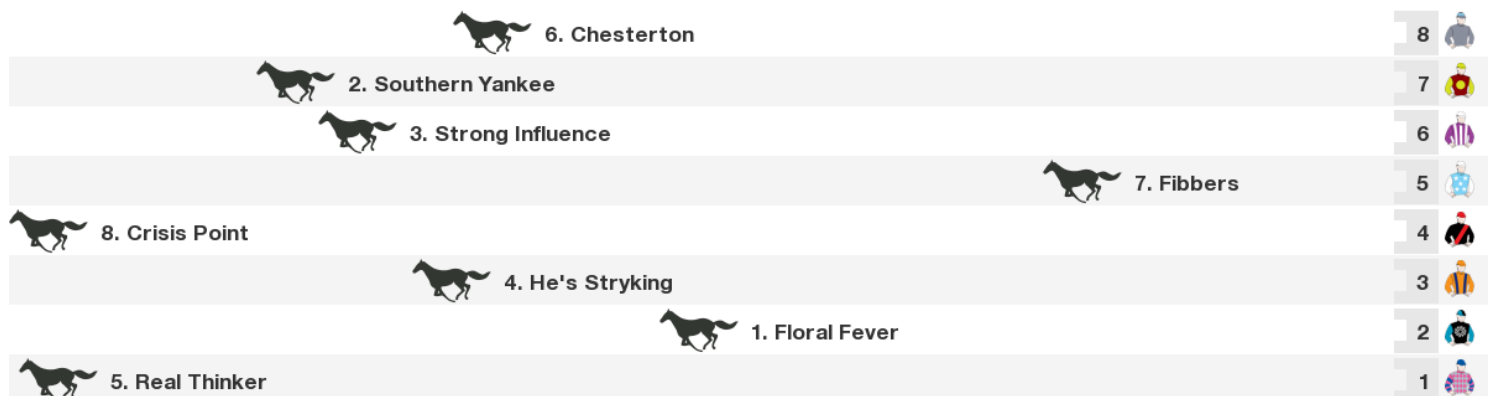 6. Chesterton 8
2. Southern Yankee 7
3. Strong Influence 6
7. Fibbers 5
8. Crisis Point 4
4. He's Stryking 3
1. Floral Fever 2
5. Real Thinker 1